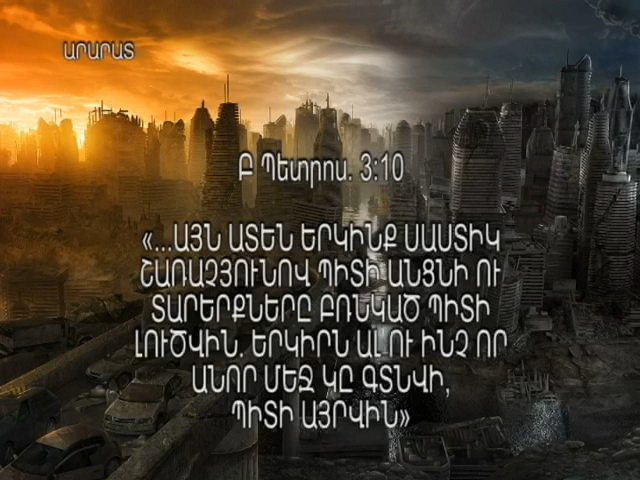 ԱՐԱՐԱՏ
Բ Պետրոս. 3:10
«...ԱՅՆ ԱՏԵՆ ԵՐԿԻՆՔ ՍԱՍՏԻԿ
ՇԱՌԱՉՅՈՒՆՈՎ ՊԻՏԻ ԱՆՑՆԻ ՈՒ
ՏԱՐԵՐՔՆԵՐԸ ԲՌՆԿԱԾ ՊԻՏԻ
ԼՈՒԾՎԻՆ. ԵՐԿԻՐՆ ԱԼ ՈՒ ԻՆՉ ՈՐ
ԱՆՈՐ ՄԵՋ ԿԸ ԳՏՆՎԻ,
ՊԻՏԻ ԱՅՐՎԻՆ»